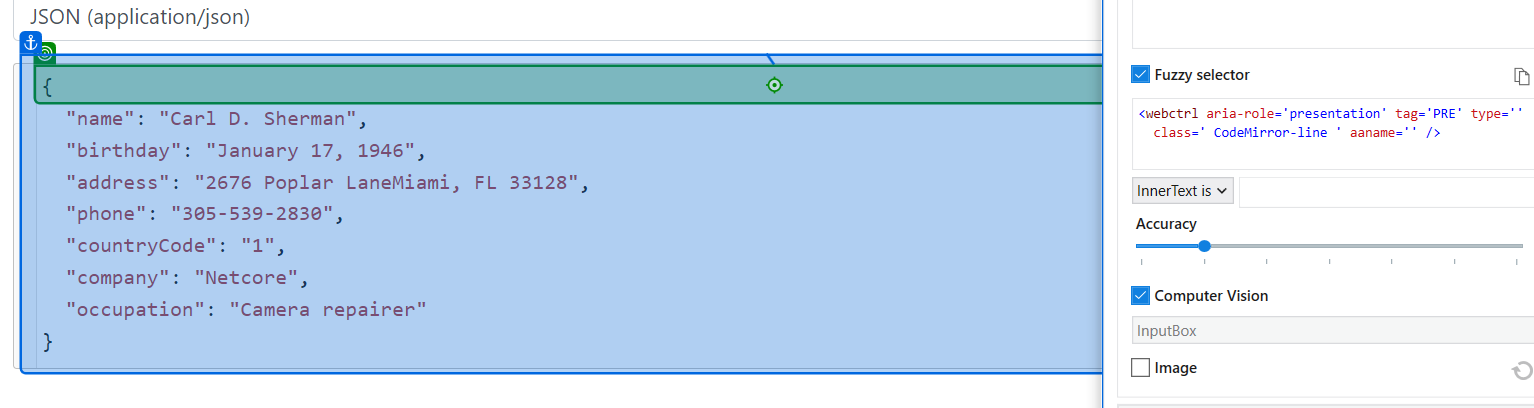 JSON (application/json)
{
"name": "Carl D. Sherman",
"birthday": "January 17, 1946",
"address": "2676 Poplar LaneMiami, FL 33128",
"phone": "305-539-2830",
"countryCode": "1",
"company": "Netcore",
"occupation": "Camera repairer"
}
Fuzzy selector
<webctrl aria-role='presentation' tag='PRE' type=''
class=' CodeMirror-line ' aaname='' />
InnerText is
Accuracy
Computer Vision
InputBox
Image